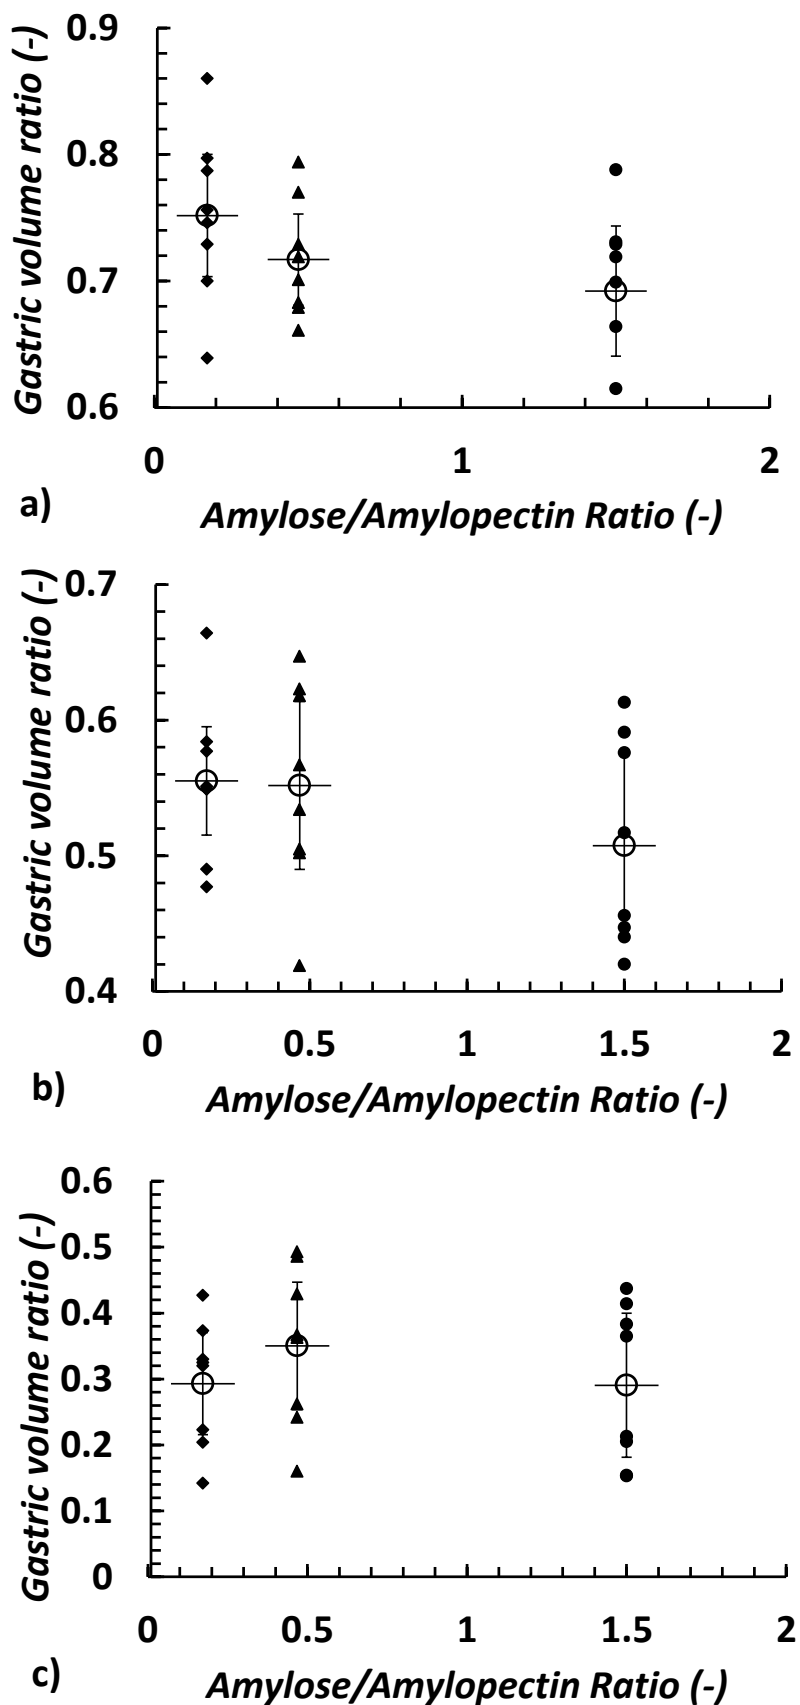 Gastric volume ratio (-)
0.9
0.8
0.7
0.6
0 1 2
a)
Amylose/Amylopectin Ratio (-)
Gastric volume ratio (-)
0.7
0.6
0.5
0.4
0 0.5 1 1.5 2
b)
Amylose/Amylopectin Ratio (-)
Gastric volume ratio (-)
0.6
0.5
0.4
0.3
0.2
0.1
0
0 0.5 1 1.5 2
c)
Amylose/Amylopectin Ratio (-)